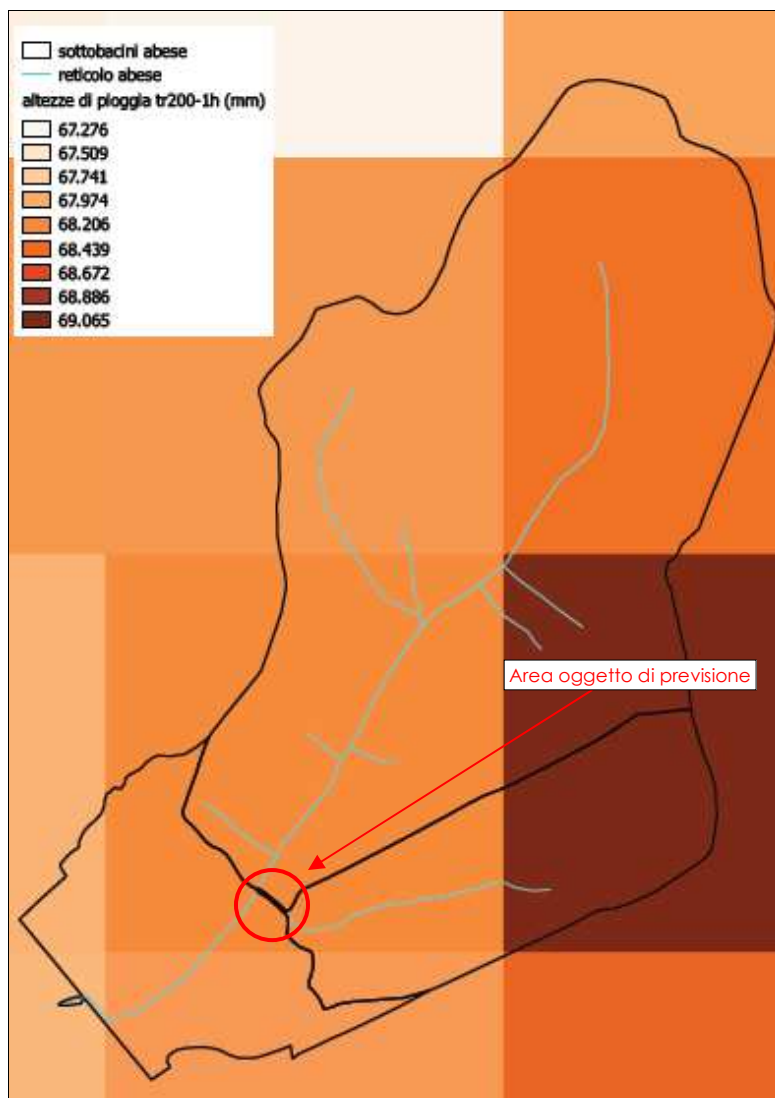 sottobacini abese
reticolo abese
altezze di pioggia tr200-1h (mm)
67.276
67.509
67.741
67.974
68.206
68.439
68.672
68.886
69.065
Area oggetto di previsione